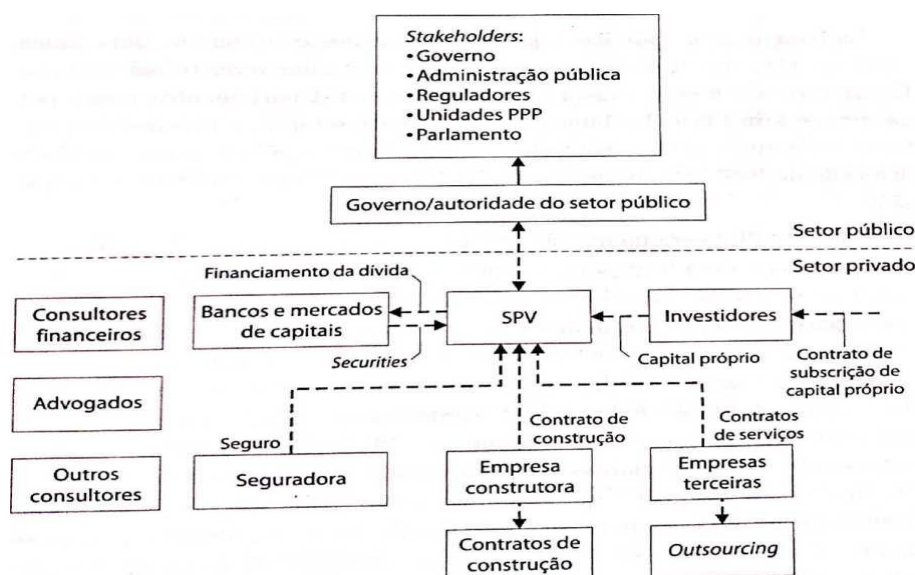 Stakeholders:
•Governo
•Administração pública
•Reguladores
•Unidades PPP
•Parlamento
Governo/autoridade do setor público
Setor público
Setor privado
Financiamento da dívida
Consultores
financeiros
Bancos e mercados
de capitais
SPV
Investidores
Securities
Capital próprio
Contrato de
subscrição de
capital próprio
Advogados
Contrato de
construção
Contratos
de serviços
Seguro
Outros
consultores
Seguradora
Empresa
construtora
Empresas
terceiras
Contratos de
construção
Outsourcing